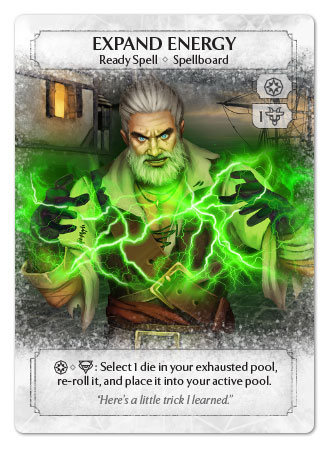 EXPAND ENERGY
Ready Spell ◇ Spellboard
1
◇ : Select 1 die in your exhausted pool,
re-roll it, and place it into your active pool.
"Here's a little trick I learned."